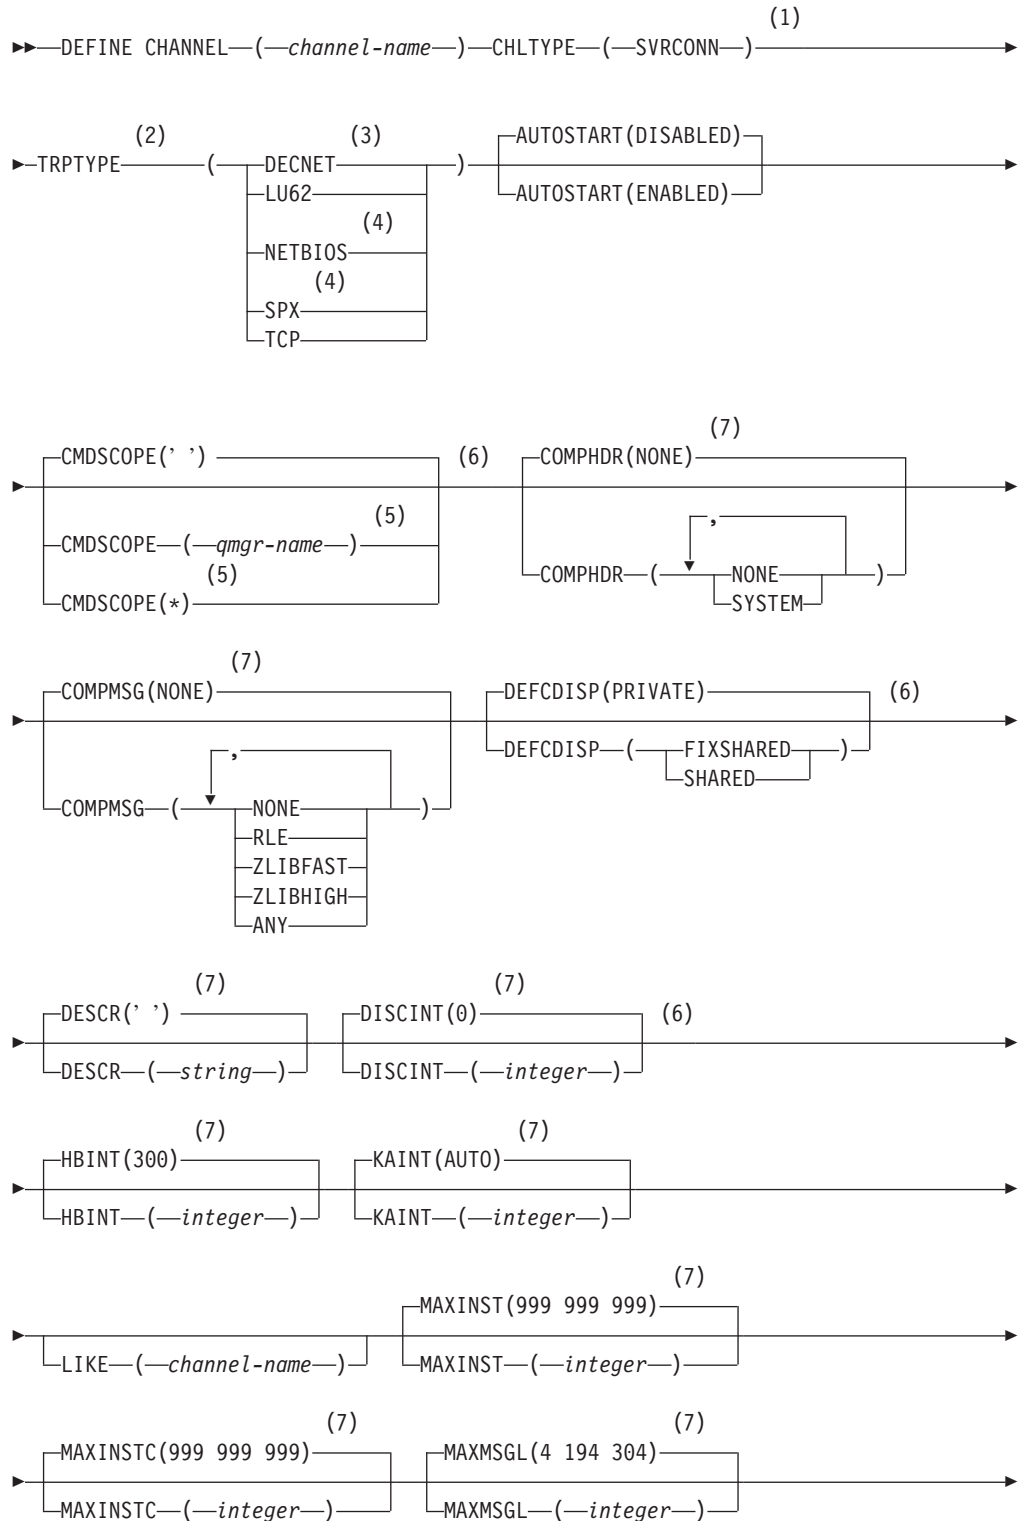 (1)
DEFINE CHANNEL ( channel-name ) CHLTYPE ( SVRCONN )
(2) (3)
TRPTYPE ( DECNET ) AUTOSTART(DISABLED)
LU62 AUTOSTART(ENABLED)
(4)
NETBIOS
(4)
SPX
TCP
(7)
CMDSCOPE(’ ’) (6) COMPHDR(NONE)
(5) ,
CMDSCOPE ( qmgr-name ) COMPHDR ( NONE )
(5) SYSTEM
CMDSCOPE(*)
(7)
COMPMSG(NONE) DEFCDISP(PRIVATE) (6)
, DEFCDISP ( FIXSHARED )
SHARED
COMPMSG ( NONE )
RLE
ZLIBFAST
ZLIBHIGH
ANY
(7) (7)
DESCR(’ ’) DISCINT(0) (6)
DESCR ( string ) DISCINT ( integer )
(7) (7)
HBINT(300) KAINT(AUTO)
HBINT ( integer ) KAINT ( integer )
(7)
MAXINST(999 999 999)
LIKE ( channel-name ) MAXINST ( integer )
(7) (7)
MAXINSTC(999 999 999) MAXMSGL(4 194 304)
MAXINSTC ( integer ) MAXMSGL ( integer )